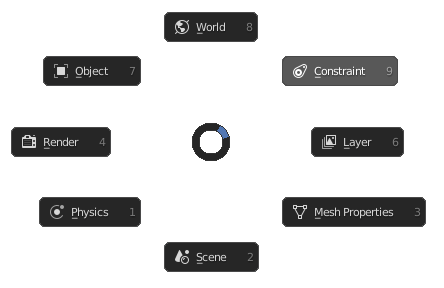 World 8
Object 7
Constraint 9
Render 4
Layer 6
Physics 1
Mesh Properties 3
Scene 2